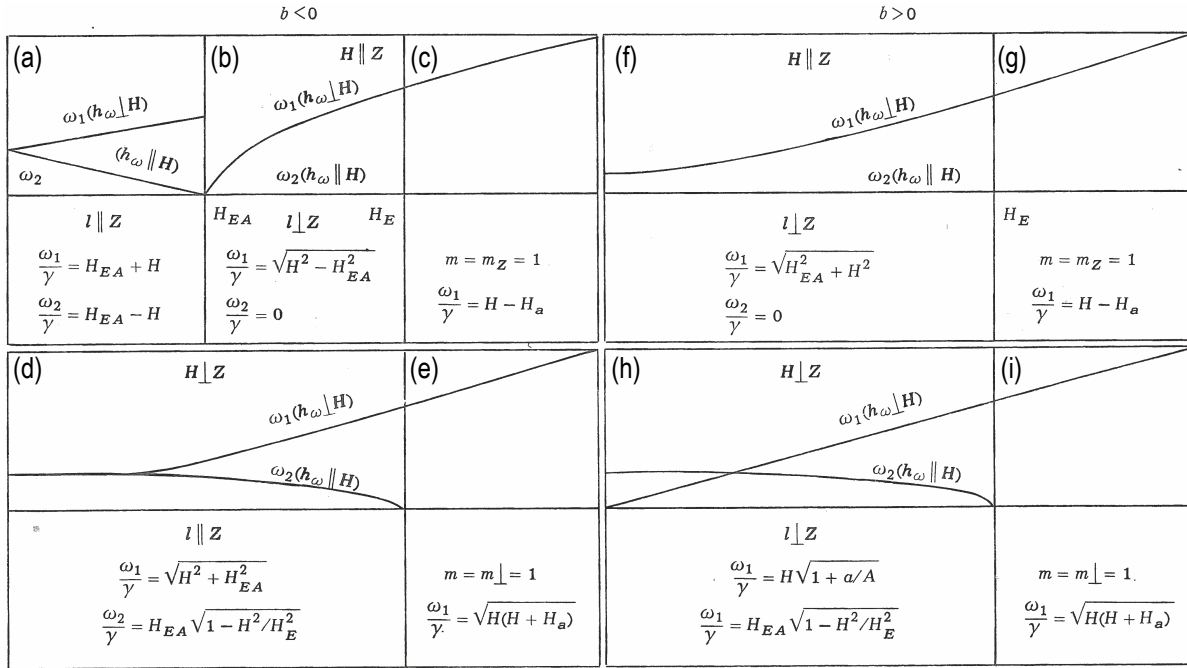 b < 0
b > 0
(a)
(b)
H ∥ Z
(c)
(f)
H ∥ Z
(g)
ω₁(h_ω⊥H)
(h_ω ∥ H)
ω₂
ω₁(h_ω⊥H)
ω₂(h_ω ∥ H)
ω₁(h_ω⊥H)
ω₂(h_ω ∥ H)
l ∥ Z
ω₁/γ = H_EA + H
ω₂/γ = H_EA − H
H_EA l⊥Z H_E
ω₁/γ = √(H² − H²_EA)
ω₂/γ = 0
m = m_Z = 1
ω₁/γ = H − H_a
l⊥Z
ω₁/γ = √(H²_EA + H²)
ω₂/γ = 0
H_E
m = m_Z = 1
ω₁/γ = H − H_a
(d)
H⊥Z
(e)
(h)
H⊥Z
(i)
ω₁(h_ω⊥H)
ω₂(h_ω ∥ H)
ω₁(h_ω⊥H)
ω₂(h_ω ∥ H)
l ∥ Z
ω₁/γ = √(H² + H²_EA)
ω₂/γ = H_EA √(1 − H²/H²_E)
m = m⊥ = 1
ω₁/γ. = √(H(H + H_a))
l⊥Z
ω₁/γ = H√(1 + a/A)
ω₁/γ = H_EA √(1 − H²/H²_E)
m = m⊥ = 1.
ω₁/γ = √(H(H + H_a))